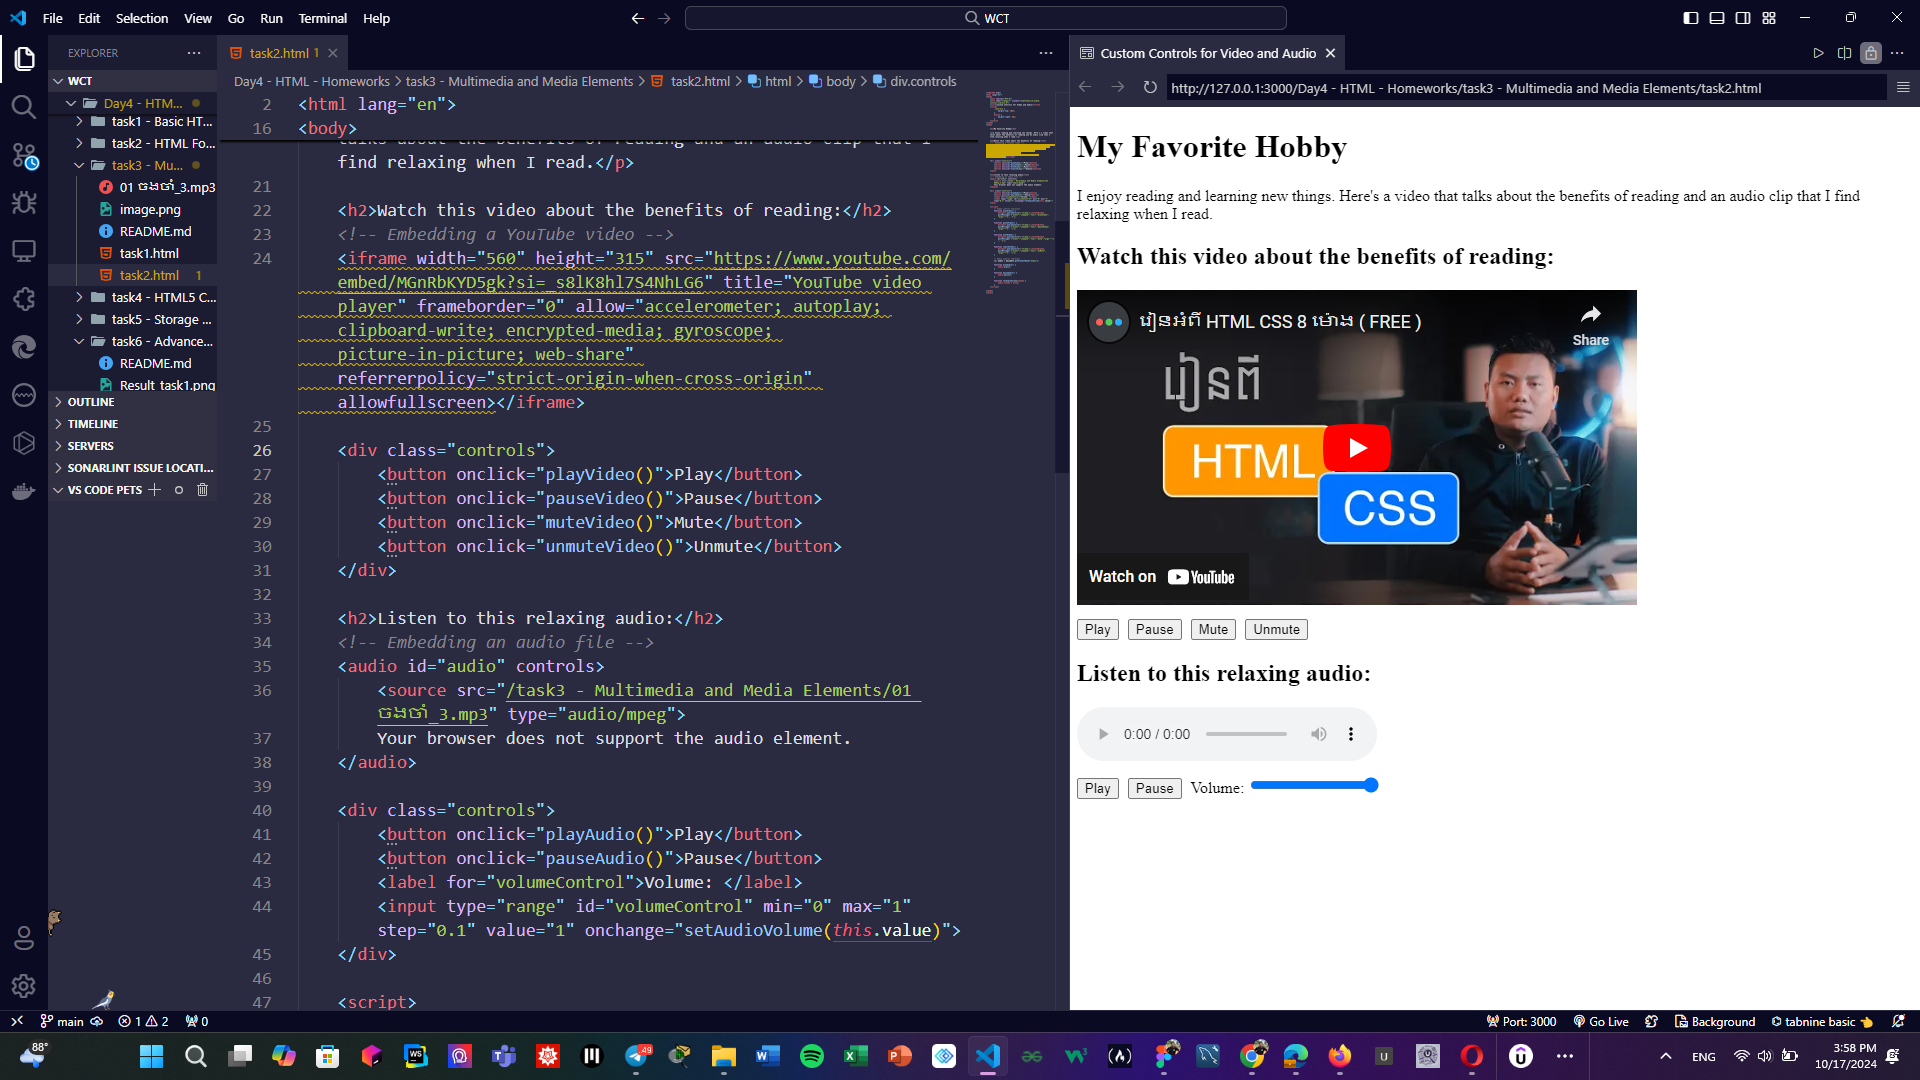 File Edit Selection View Go Run Terminal Help
WCT
EXPLORER
WCT
Day4 - HTM...
task1 - Basic HT...
task2 - HTML Fo...
task3 - Mu...
01 ចងចាំ_3.mp3
image.png
README.md
task1.html
task2.html 1
task4 - HTML5 C...
task5 - Storage ...
task6 - Advance...
README.md
Result task1.png
OUTLINE
TIMELINE
SERVERS
SONARLINT ISSUE LOCATI...
VS CODE PETS
task2.html 1
Day4 - HTML - Homeworks > task3 - Multimedia and Media Elements > task2.html > html > body > div.controls
2 <html lang="en">
16 <body>
talks about the benefits of reading and an audio clip that I
find relaxing when I read.</p>
21
22 <h2>Watch this video about the benefits of reading:</h2>
23 <!-- Embedding a YouTube video -->
24 <iframe width="560" height="315" src="https://www.youtube.com/
embed/MGnRbKYD5gk?si=_s8lK8hl7S4NhLG6" title="YouTube video
player" frameborder="0" allow="accelerometer; autoplay;
clipboard-write; encrypted-media; gyroscope;
picture-in-picture; web-share"
referrerpolicy="strict-origin-when-cross-origin"
allowfullscreen></iframe>
25
26 <div class="controls">
27 <button onclick="playVideo()">Play</button>
28 <button onclick="pauseVideo()">Pause</button>
29 <button onclick="muteVideo()">Mute</button>
30 <button onclick="unmuteVideo()">Unmute</button>
31 </div>
32
33 <h2>Listen to this relaxing audio:</h2>
34 <!-- Embedding an audio file -->
35 <audio id="audio" controls>
36 <source src="/task3 - Multimedia and Media Elements/01
ចងចាំ_3.mp3" type="audio/mpeg">
37 Your browser does not support the audio element.
38 </audio>
39
40 <div class="controls">
41 <button onclick="playAudio()">Play</button>
42 <button onclick="pauseAudio()">Pause</button>
43 <label for="volumeControl">Volume: </label>
44 <input type="range" id="volumeControl" min="0" max="1"
step="0.1" value="1" onchange="setAudioVolume(this.value)">
45 </div>
46
47 <script>
Custom Controls for Video and Audio
http://127.0.0.1:3000/Day4 - HTML - Homeworks/task3 - Multimedia and Media Elements/task2.html
My Favorite Hobby
I enjoy reading and learning new things. Here's a video that talks about the benefits of reading and an audio clip that I find
relaxing when I read.
Watch this video about the benefits of reading:
រៀនអំពី HTML CSS 8 ម៉ោង ( FREE )
Share
រៀនពី
HTML
CSS
Watch on YouTube
Play Pause Mute Unmute
Listen to this relaxing audio:
0:00 / 0:00
Play Pause Volume:
main 1 2 0
Port: 3000 Go Live Background tabnine basic
88°
49
ENG
3:58 PM
10/17/2024